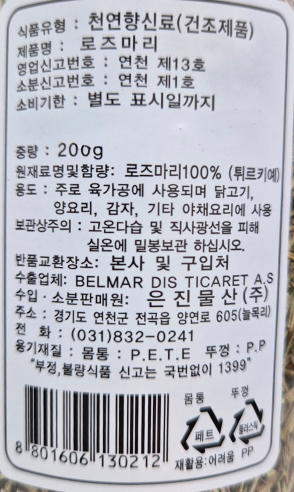 식품유형 : 천연향신료(건조제품)
제품명 : 로즈마리
영업신고번호 : 연천 제13호
소분신고번호 : 연천 제1호
소비기한 : 별도 표시일까지
중량 : 200g
원재료명및함량: 로즈마리100% (튀르키예)
용도 : 주로 육가공에 사용되며 닭고기,
양요리, 감자, 기타 야채요리에 사용
보관상주의 : 고온다습 및 직사광선을 피해
실온에 밀봉보관 하십시오.
반품교환장소: 본사 및 구입처
수출업체: BELMAR DIS TICARET A.S
수입 · 소분판매원: 은진물산(주)
주소 : 경기도 연천군 전곡읍 양연로 605(늘목리)
전 화 : (031)832-0241
용기재질 : 몸통 : P.E.T.E 뚜껑 : P.P
"부정,불량식품 신고는 국번없이 1399"
몸통 뚜껑
페트 플라스틱
PP
재활용:어려움
8 801606 130212